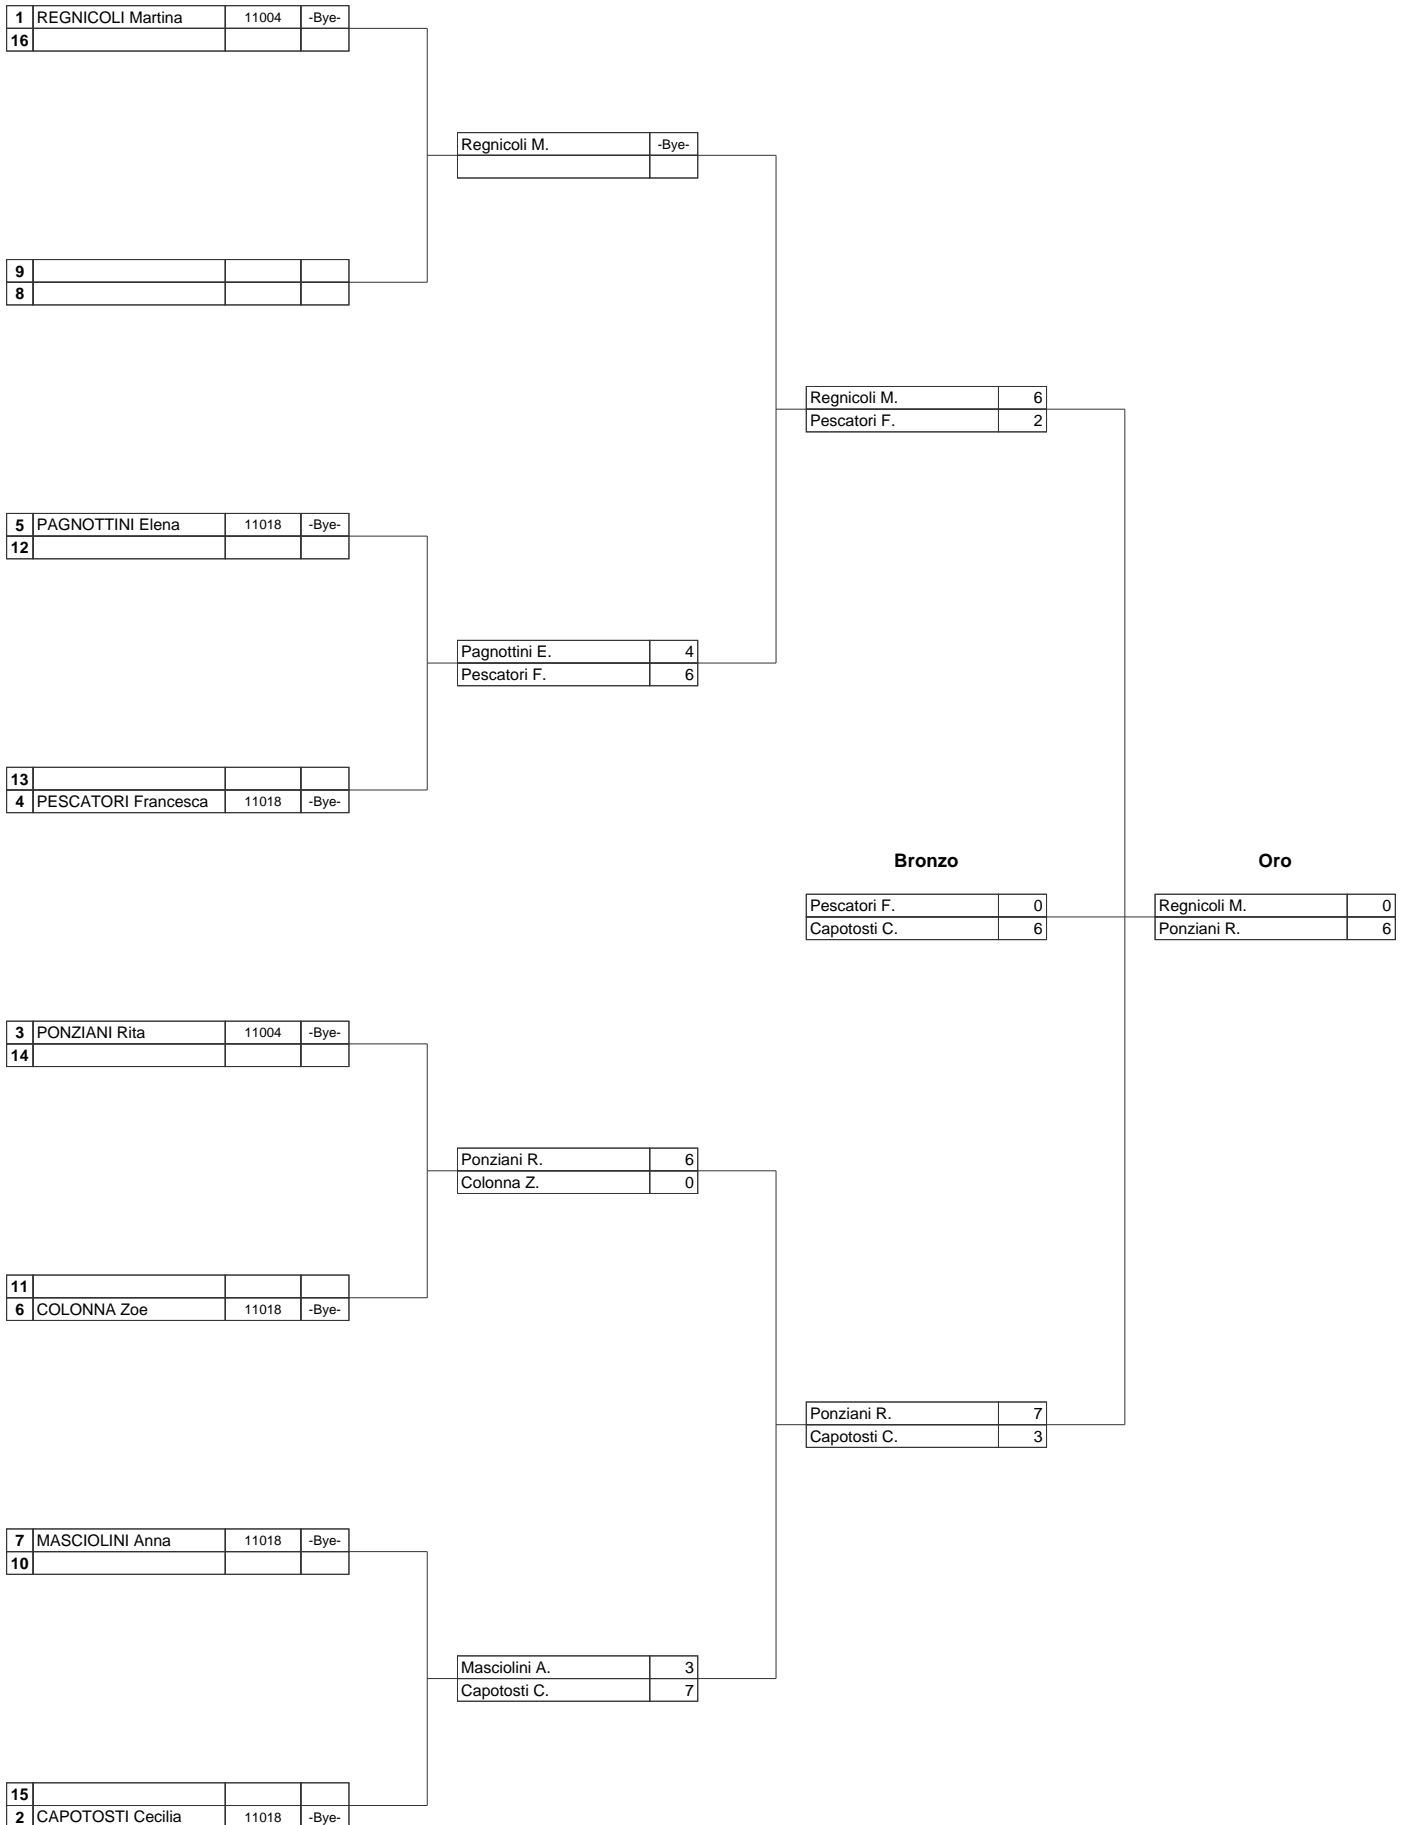 1 REGNICOLI Martina 11004 -Bye-
16
Regnicoli M. -Bye-
9
8
Regnicoli M. 6
Pescatori F. 2
5 PAGNOTTINI Elena 11018 -Bye-
12
Pagnottini E. 4
Pescatori F. 6
13
4 PESCATORI Francesca 11018 -Bye-
Bronzo Oro
Pescatori F. 0 Regnicoli M. 0
Capotosti C. 6 Ponziani R. 6
3 PONZIANI Rita 11004 -Bye-
14
Ponziani R. 6
Colonna Z. 0
11
6 COLONNA Zoe 11018 -Bye-
Ponziani R. 7
Capotosti C. 3
7 MASCIOLINI Anna 11018 -Bye-
10
Masciolini A. 3
Capotosti C. 7
15
2 CAPOTOSTI Cecilia 11018 -Bye-